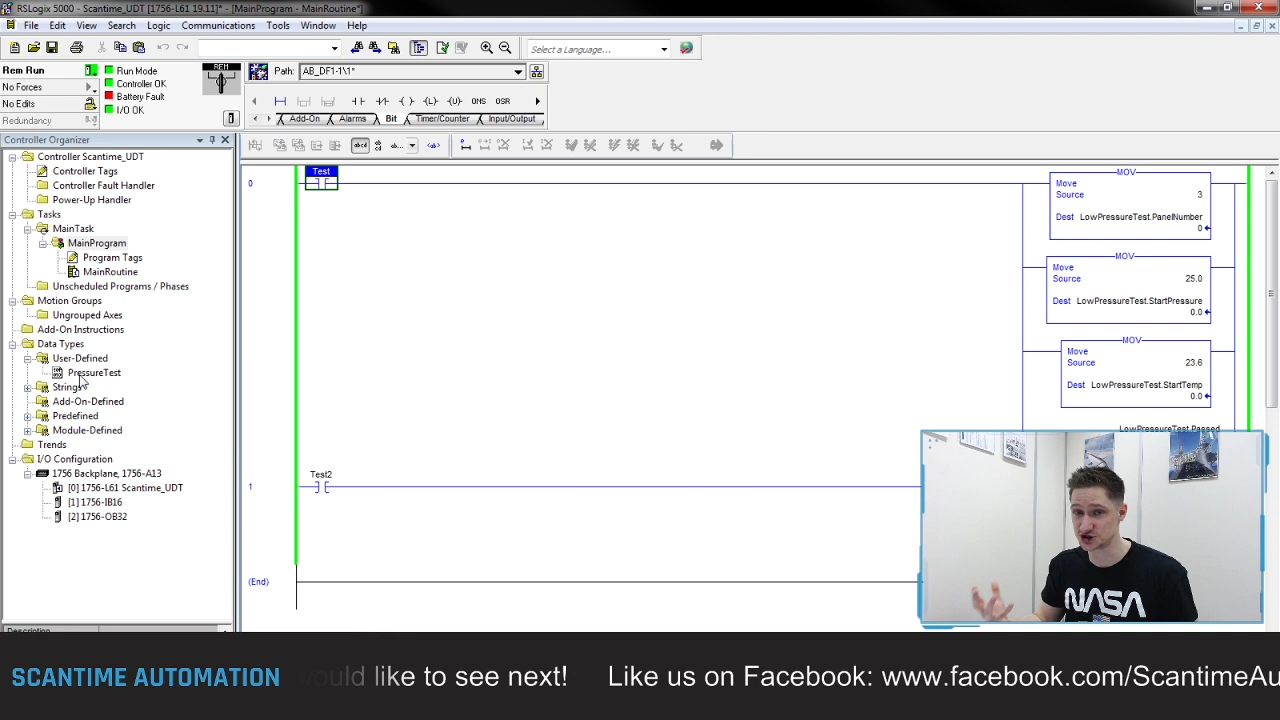 RSLogix 5000 - Scantime_UDT [1756-L61 19.11]* - [MainProgram - MainRoutine*]
File Edit View Search Logic Communications Tools Window Help
Select a Language...
Rem Run Run Mode REM Path: AB_DF1-1\1*
No Forces Controller OK
No Edits Battery Fault
Redundancy I/O OK
(L) (U) ONS OSR
Add-On Alarms Bit Timer/Counter Input/Output
Controller Organizer
abcd ab...
Controller Scantime_UDT
Controller Tags
Controller Fault Handler
Power-Up Handler
Tasks
MainTask
MainProgram
Program Tags
MainRoutine
Unscheduled Programs / Phases
Motion Groups
Ungrouped Axes
Add-On Instructions
Data Types
User-Defined
PressureTest
Strings
Add-On-Defined
Predefined
Module-Defined
Trends
I/O Configuration
1756 Backplane, 1756-A13
[0] 1756-L61 Scantime_UDT
[1] 1756-IB16
[2] 1756-OB32
Description
0
Test
MOV
Move
Source 3
Dest LowPressureTest.PanelNumber
0
MOV
Move
Source 25.0
Dest LowPressureTest.StartPressure
0.0
MOV
Move
Source 23.6
Dest LowPressureTest.StartTemp
0.0
LowPressureTest.Passed
1
Test2
(End)
NASA
SCANTIME AUTOMATION would like to see next! Like us on Facebook: www.facebook.com/ScantimeAu